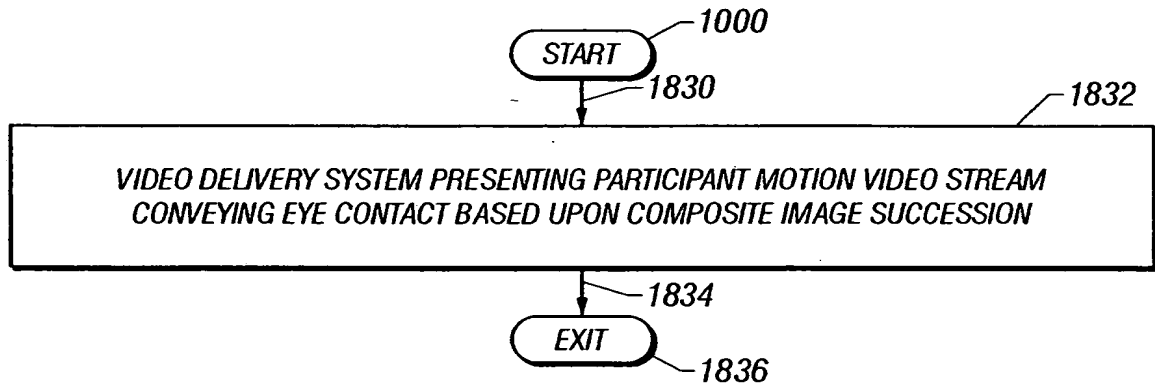 START
1000
1830
1832
VIDEO DELIVERY SYSTEM PRESENTING PARTICIPANT MOTION VIDEO STREAM
CONVEYING EYE CONTACT BASED UPON COMPOSITE IMAGE SUCCESSION
1834
EXIT
1836